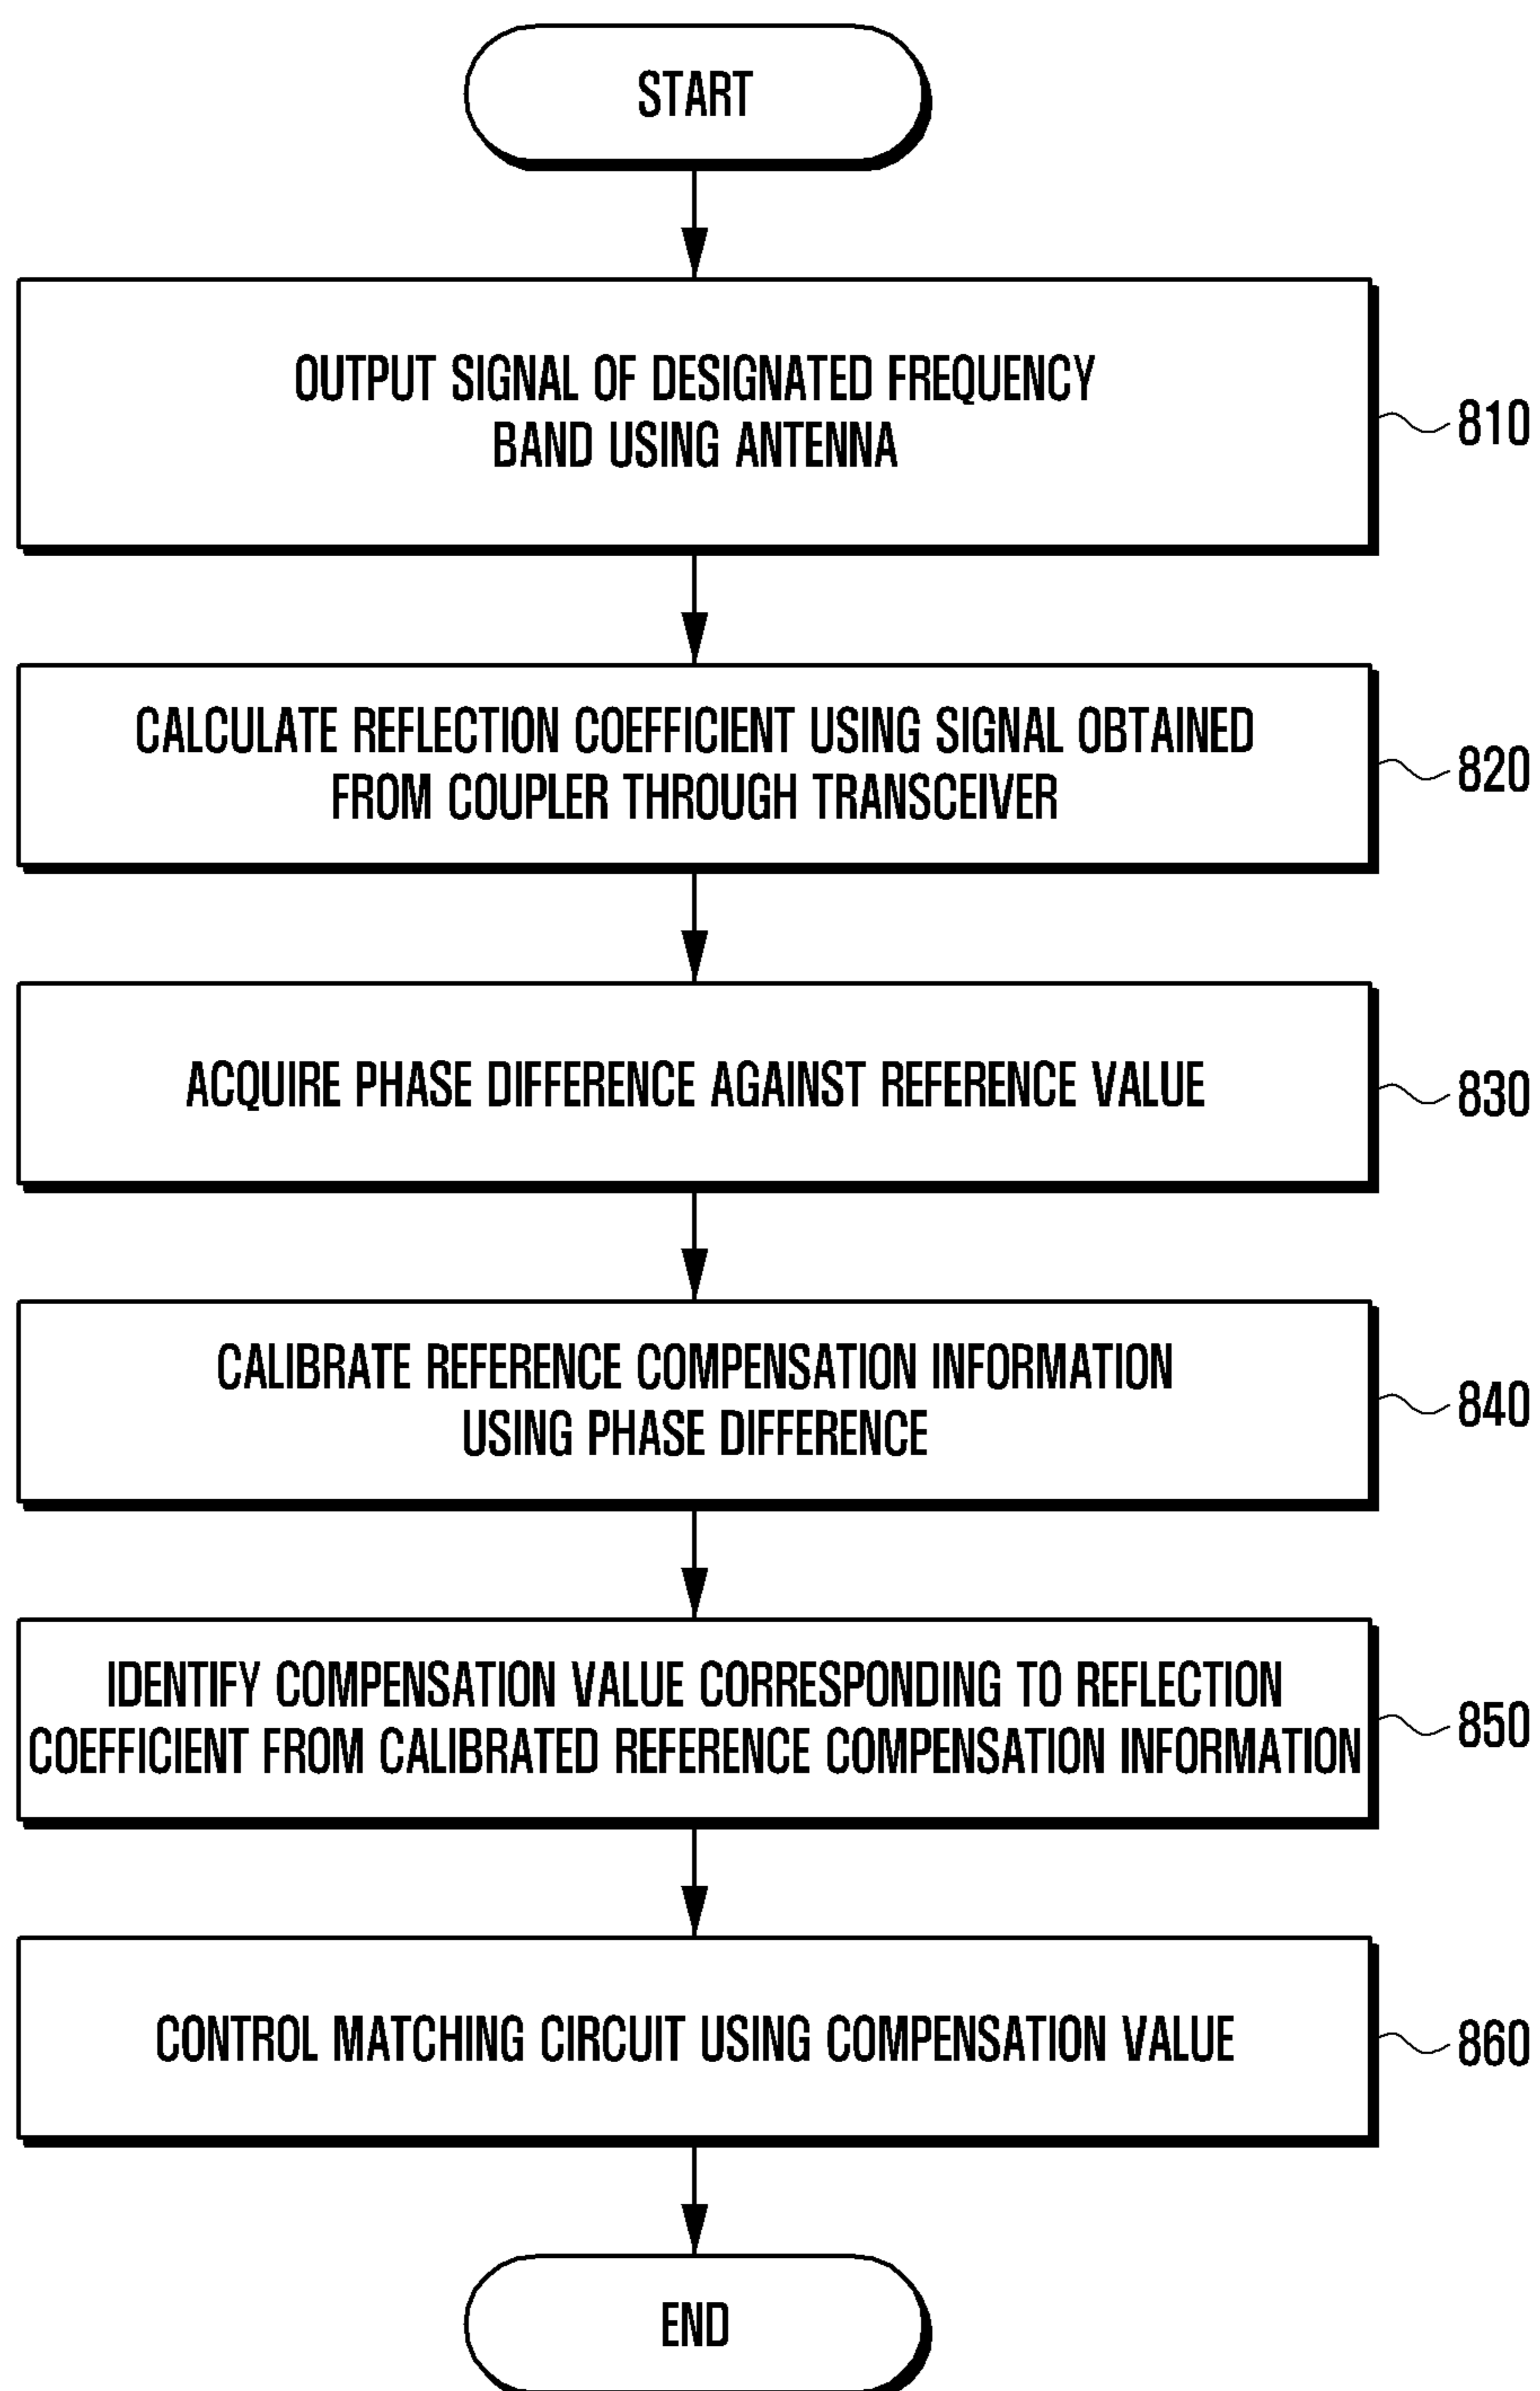 START
OUTPUT SIGNAL OF DESIGNATED FREQUENCY
BAND USING ANTENNA
810
CALCULATE REFLECTION COEFFICIENT USING SIGNAL OBTAINED
FROM COUPLER THROUGH TRANSCEIVER
820
ACQUIRE PHASE DIFFERENCE AGAINST REFERENCE VALUE
830
CALIBRATE REFERENCE COMPENSATION INFORMATION
USING PHASE DIFFERENCE
840
IDENTIFY COMPENSATION VALUE CORRESPONDING TO REFLECTION
COEFFICIENT FROM CALIBRATED REFERENCE COMPENSATION INFORMATION
850
CONTROL MATCHING CIRCUIT USING COMPENSATION VALUE
860
END